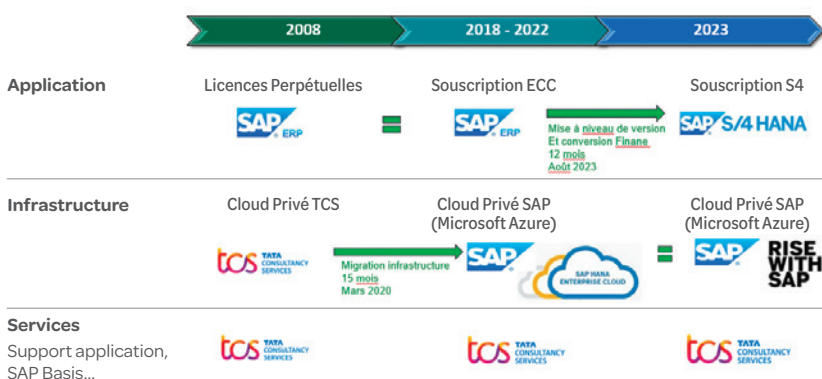 2008
2018 - 2022
2023
Application
Licences Perpétuelles
Souscription ECC
Souscription S4
SAP ERP
=
SAP ERP
Mise à niveau de version
Et conversion Finane
12 mois
Août 2023
SAP S/4HANA
Infrastructure
Cloud Privé TCS
Cloud Privé SAP
(Microsoft Azure)
Cloud Privé SAP
(Microsoft Azure)
tcs TATA
CONSULTANCY
SERVICES
Migration infrastructure
15 mois
Mars 2020
SAP
SAP HANA
ENTERPRISE CLOUD
=
SAP
RISE
WITH
SAP
Services
Support application,
SAP Basis...
tcs TATA
CONSULTANCY
SERVICES
tcs TATA
CONSULTANCY
SERVICES
tcs TATA
CONSULTANCY
SERVICES